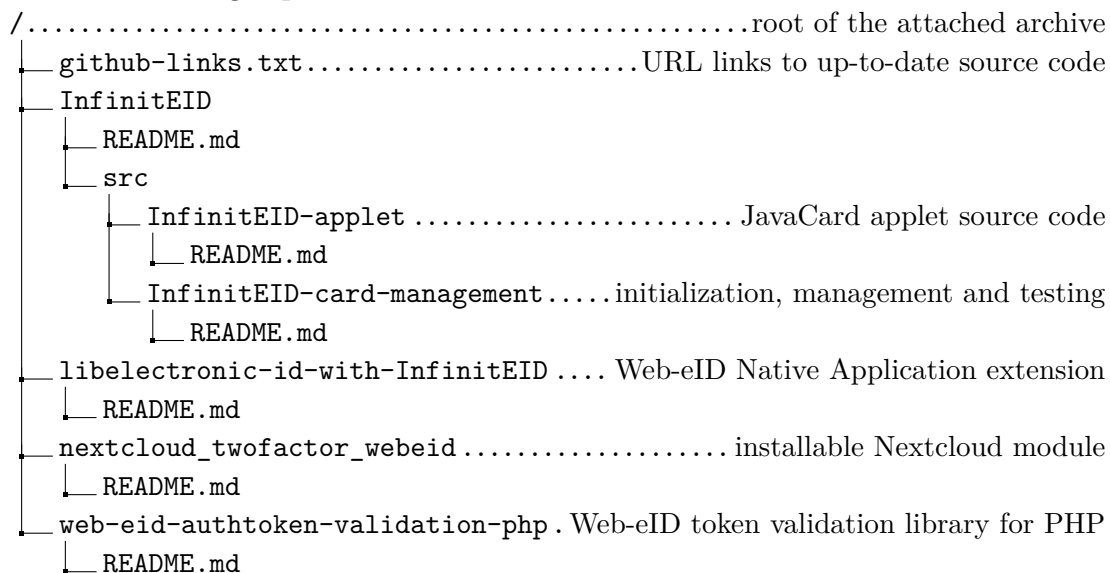 /.....................................................root of the attached archive
github-links.txt.........................URL links to up-to-date source code
InfinitEID
README.md
src
InfinitEID-applet ........................ JavaCard applet source code
README.md
InfinitEID-card-management.....initialization, management and testing
README.md
libelectronic-id-with-InfinitEID .... Web-eID Native Application extension
README.md
nextcloud_twofactor_webeid.................... installable Nextcloud module
README.md
web-eid-authtoken-validation-php . Web-eID token validation library for PHP
README.md